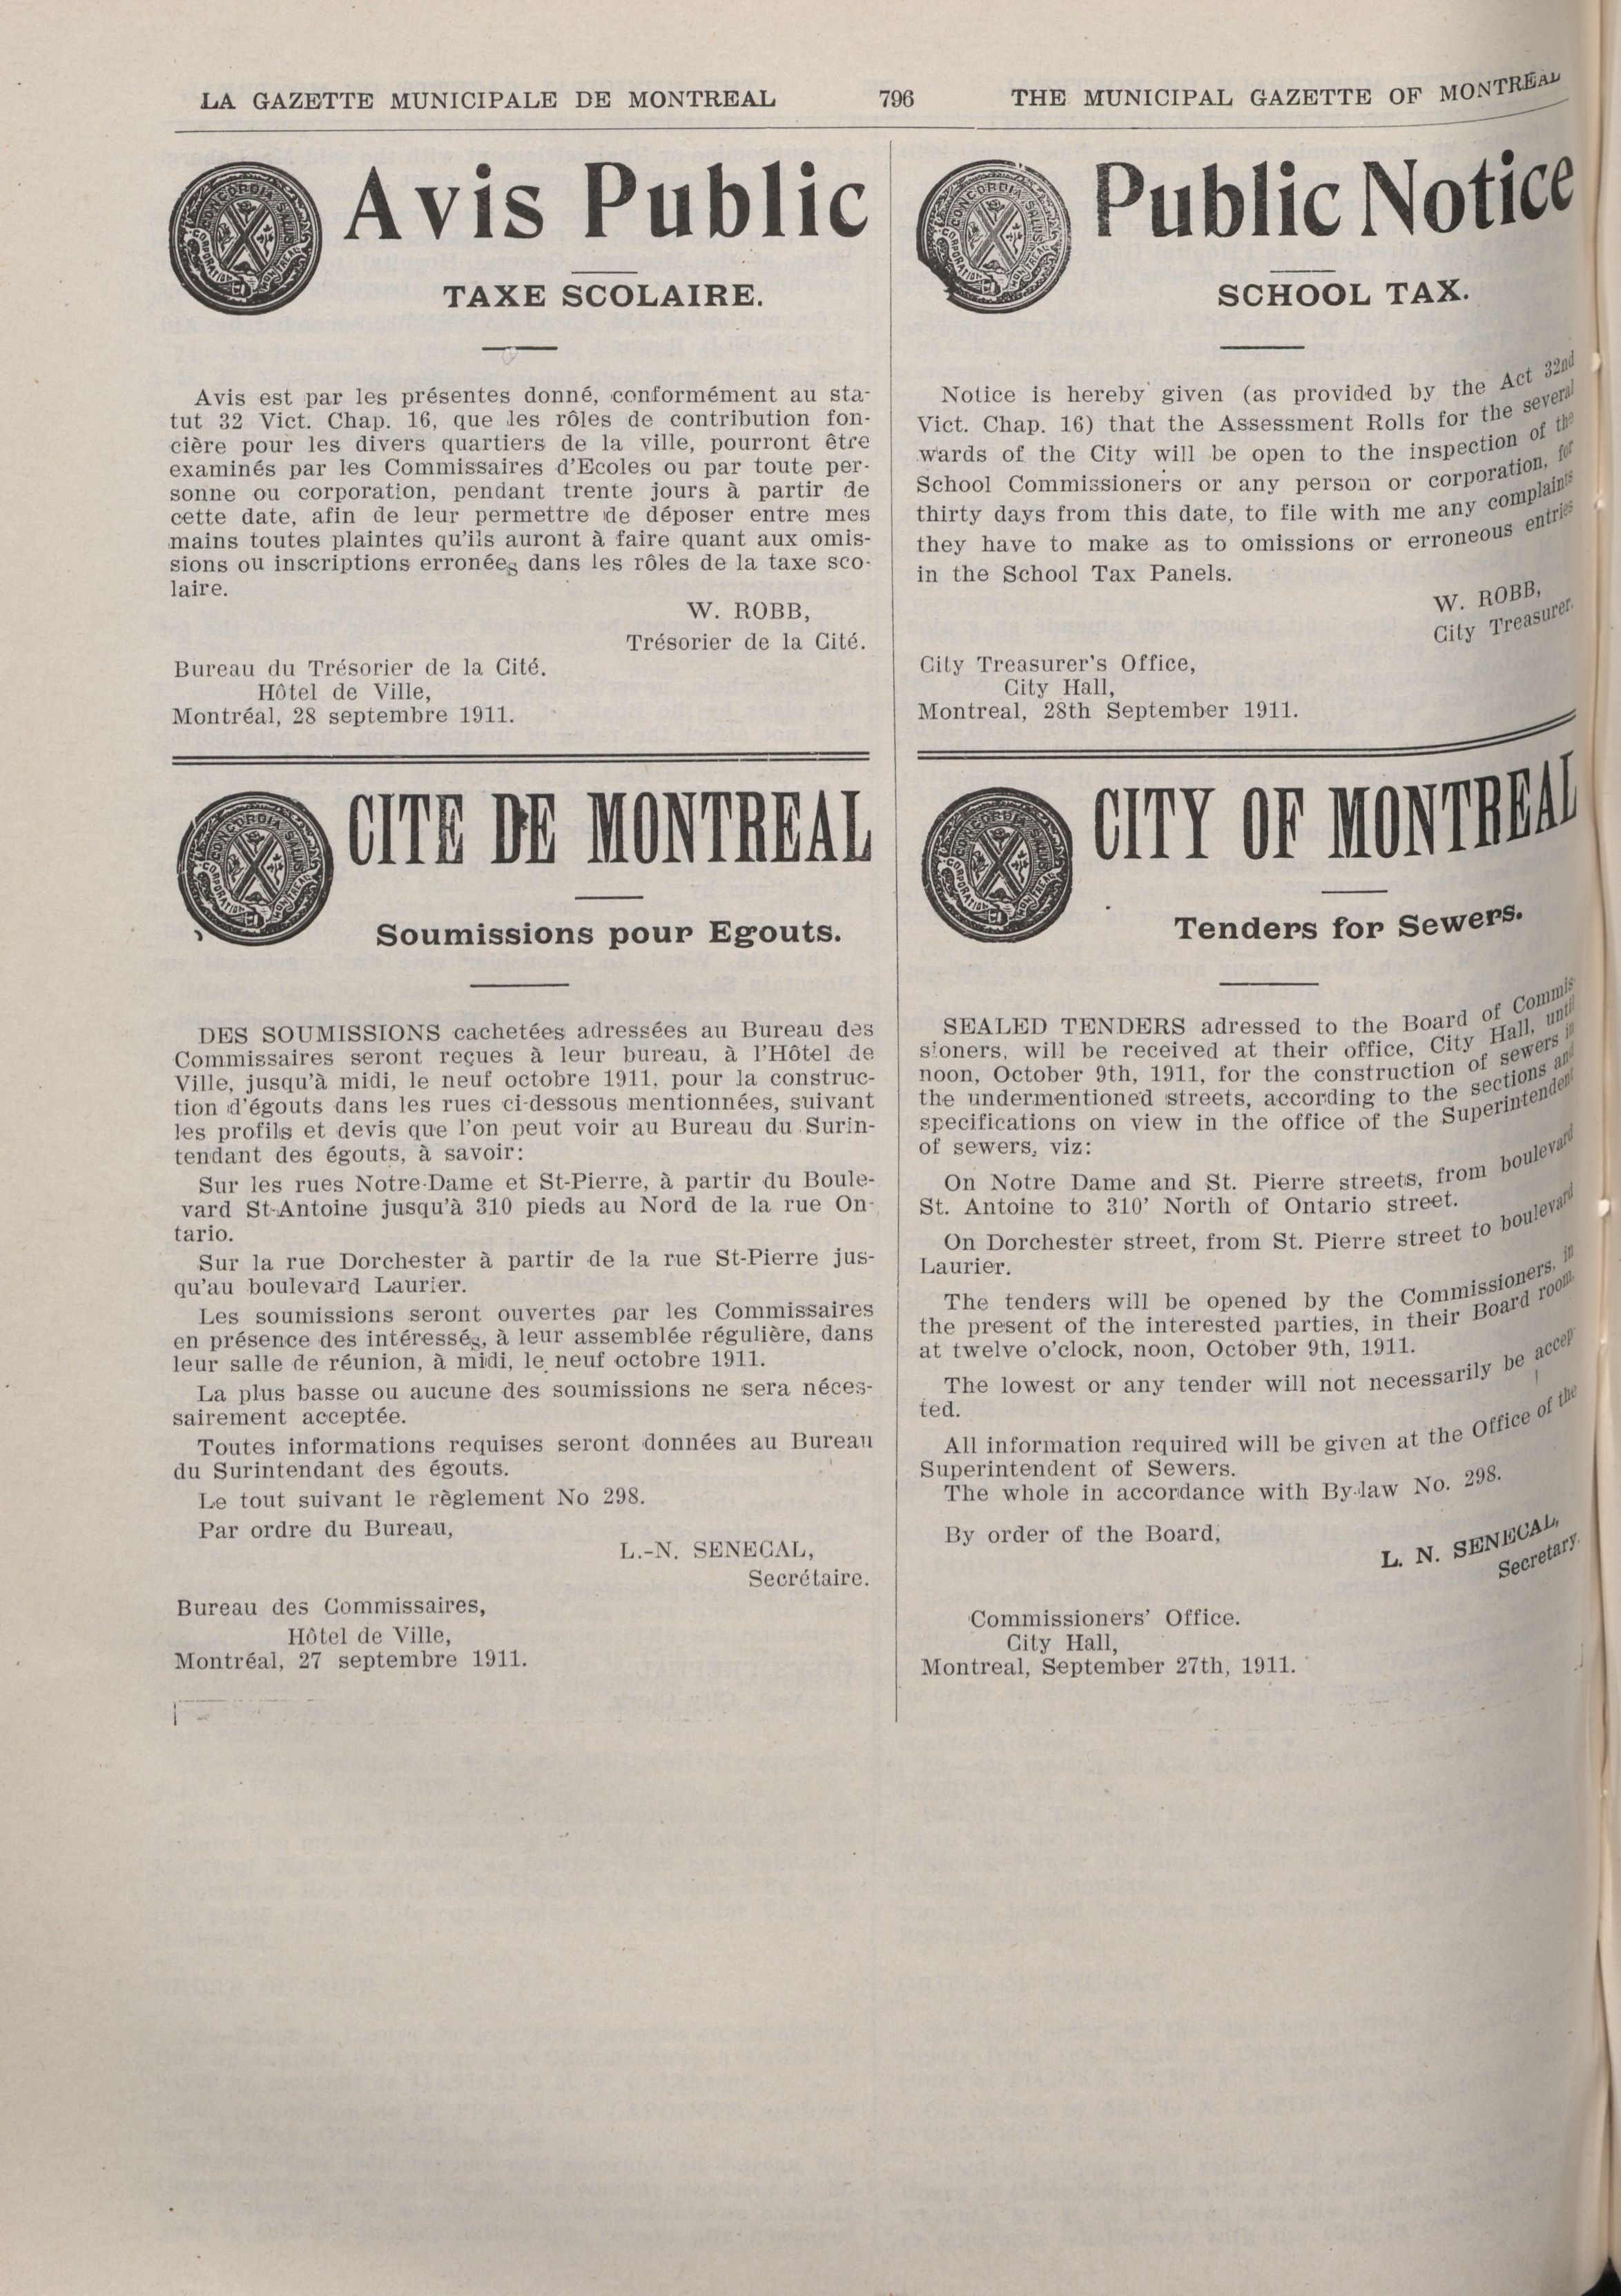 LA GAZETTE MUNICIPALE DE MONTREAL 796 THE MUNICIPAL GAZETTE OF MONTREAL
Avis Public
TAXE SCOLAIRE.
Avis est par les présentes donné, conformément au sta-
tut 32 Vict. Chap. 16, que les rôles de contribution fon-
cière pour les divers quartiers de la ville, pourront être
examinés par les Commissaires d'Ecoles ou par toute per-
sonne ou corporation, pendant trente jours à partir de
cette date, afin de leur permettre de déposer entre mes
mains toutes plaintes qu'ils auront à faire quant aux omis-
sions ou inscriptions erronées dans les rôles de la taxe sco-
laire.
W. ROBB,
Trésorier de la Cité.
Bureau du Trésorier de la Cité.
Hôtel de Ville,
Montréal, 28 septembre 1911.
CITE DE MONTREAL
Soumissions pour Egouts.
DES SOUMISSIONS cachetées adressées au Bureau des
Commissaires seront reçues à leur bureau, à l'Hôtel de
Ville, jusqu'à midi, le neuf octobre 1911, pour la construc-
tion d'égouts dans les rues ci-dessous mentionnées, suivant
les profils et devis que l'on peut voir au Bureau du Surin-
tendant des égouts, à savoir:
Sur les rues Notre-Dame et St-Pierre, à partir du Boule-
vard St-Antoine jusqu'à 310 pieds au Nord de la rue On-
tario.
Sur la rue Dorchester à partir de la rue St-Pierre jus-
qu'au boulevard Laurier.
Les soumissions seront ouvertes par les Commissaires
en présence des intéressés, à leur assemblée régulière, dans
leur salle de réunion, à midi, le neuf octobre 1911.
La plus basse ou aucune des soumissions ne sera néces-
sairement acceptée.
Toutes informations requises seront données au Bureau
du Surintendant des égouts.
Le tout suivant le règlement No 298.
Par ordre du Bureau,
L.-N. SENECAL,
Secrétaire.
Bureau des Commissaires,
Hôtel de Ville,
Montréal, 27 septembre 1911.
Public Notice
SCHOOL TAX.
Notice is hereby given (as provided by the Act 32nd
Vict. Chap. 16) that the Assessment Rolls for the several
wards of the City will be open to the inspection of the
School Commissioners or any person or corporation, for
thirty days from this date, to file with me any complaints
they have to make as to omissions or erroneous entries
in the School Tax Panels.
W. ROBB,
City Treasurer.
City Treasurer's Office,
City Hall,
Montreal, 28th September 1911.
CITY OF MONTREAL
Tenders for Sewers.
SEALED TENDERS adressed to the Board of Commis
sioners, will be received at their office, City Hall, until
noon, October 9th, 1911, for the construction of sewers in
the undermentioned streets, according to the sections and
specifications on view in the office of the Superintendent
of sewers, viz:
On Notre Dame and St. Pierre streets, from boulevard
St. Antoine to 310' North of Ontario street.
On Dorchester street, from St. Pierre street to boulevard
Laurier.
The tenders will be opened by the Commissioners, in
the present of the interested parties, in their Board room,
at twelve o'clock, noon, October 9th, 1911.
The lowest or any tender will not necessarily be accep
ted.
All information required will be given at the Office of the
Superintendent of Sewers.
The whole in accordance with By-law No. 298.
By order of the Board,
L. N. SENECAL,
Secretary.
Commissioners' Office.
City Hall,
Montreal, September 27th, 1911.